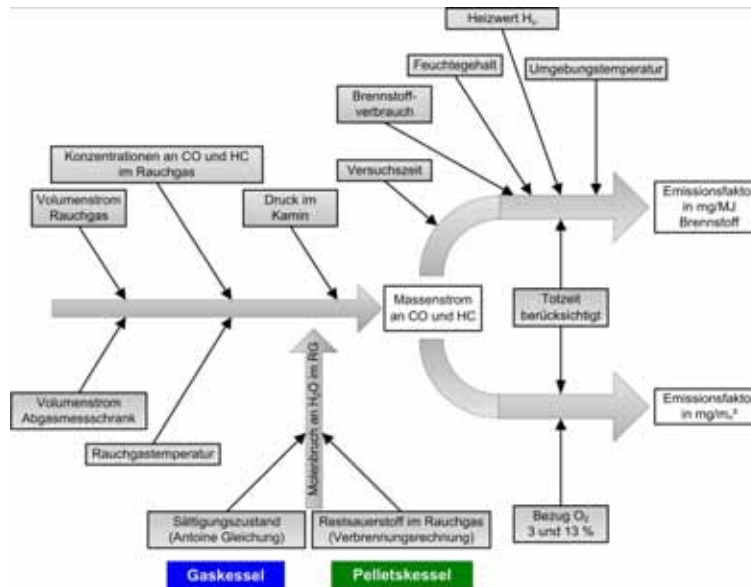 Heizwert Hᵤ
Feuchtegehalt
Umgebungstemperatur
Brennstoff-
verbrauch
Versuchszeit
Konzentrationen an CO und HC
im Rauchgas
Volumenstrom
Rauchgas
Druck im
Kamin
Emissionsfakto
in mg/MJ
Brennstoff
Massenstrom
an CO und HC
Totzeit
berücksichtigt
Molenbruch an H₂O im RG
Volumenstrom
Abgasmessschrank
Rauchgastemperatur
Emissionsfakto
in mg/mₙ³
Sättigungszustand
(Antoine Gleichung)
Restsauerstoff im Rauchgas
(Verbrennungsrechnung)
Bezug O₂
3 und 13 %
Gaskessel
Pelletskessel